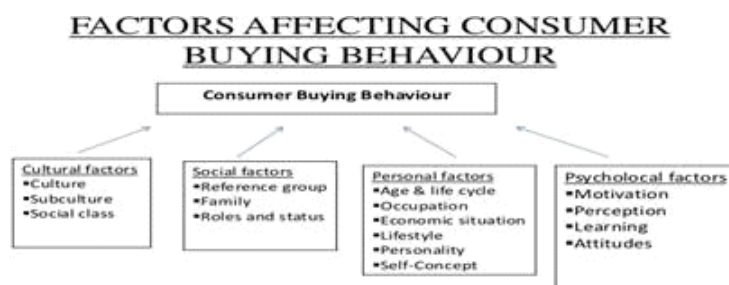 FACTORS AFFECTING CONSUMER
BUYING BEHAVIOUR
Consumer Buying Behaviour
Cultural factors
▪Culture
▪Subculture
▪Social class
Social factors
▪Reference group
▪Family
▪Roles and status
Personal factors
▪Age & life cycle
▪Occupation
▪Economic situation
▪Lifestyle
▪Personality
▪Self-Concept
Psycholocal factors
▪Motivation
▪Perception
▪Learning
▪Attitudes